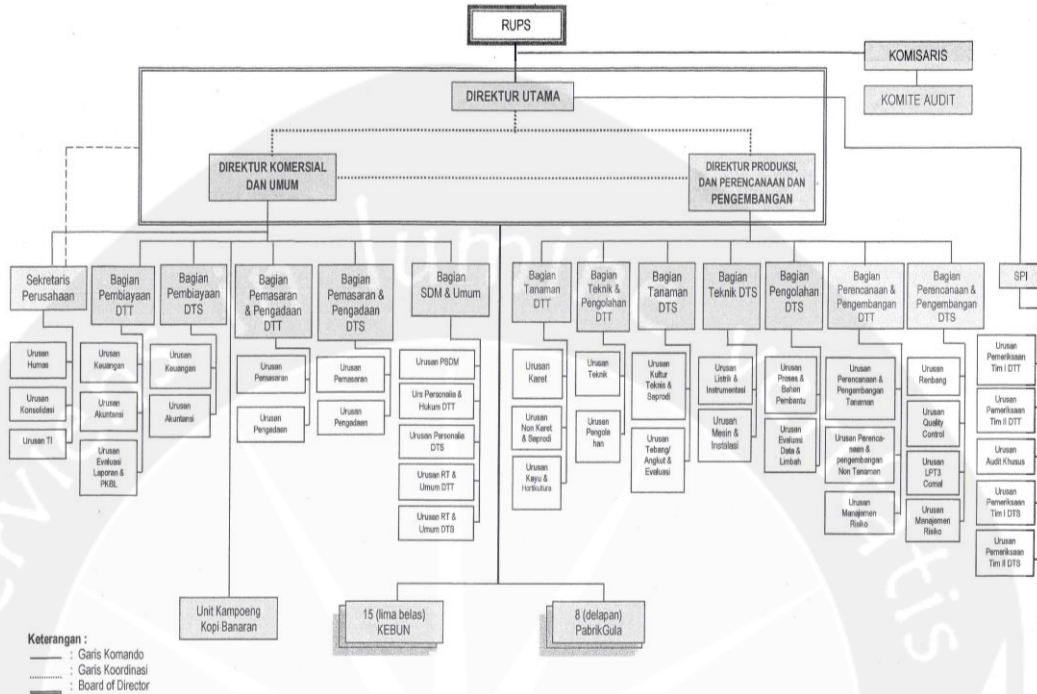 RUPS
KOMISARIS
KOMITE AUDIT
DIREKTUR UTAMA
DIREKTUR KOMERSIAL
DAN UMUM
DIREKTUR PRODUKSI,
DAN PERENCANAAN DAN
PENGEMBANGAN
Sekretaris
Perusahaan
Bagian
Pembiayaan
DTT
Bagian
Pembiayaan
DTS
Bagian
Pemasaran
& Pengadaan
DTT
Bagian
Pemasaran &
Pengadaan
DTS
Bagian
SDM & Umum
Bagian
Tanaman
DTT
Bagian
Teknik &
Pengolahan
DTT
Bagian
Tanaman
DTS
Bagian
Teknik DTS
Bagian
Pengolahan
DTS
Bagian
Perencanaan &
Pengembangan
DTT
Bagian
Perencanaan &
Pengembangan
DTS
SPI
Urusan
Humas
Urusan
Konsolidasi
Urusan TI
Urusan
Keuangan
Urusan
Akuntansi
Urusan
Evaluasi
Laporan &
PKBL
Urusan
Keuangan
Urusan
Akuntansi
Urusan
Pemasaran
Urusan
Pengadaan
Urusan
Pemasaran
Urusan
Pengadaan
Urusan PSDM
Urs Personalia &
Hukum DTT
Urusan Personalia
DTS
Urusan RT &
Umum DTT
Urusan RT &
Umum DTS
Urusan
Karet
Urusan
Non Karet
& Saprodi
Urusan
Kayu &
Hortikultura
Urusan
Teknik
Urusan
Pengola
han
Urusan
Kultur
Teknis &
Saprodi
Urusan
Tebang/
Angkut &
Evaluasi
Urusan
Listrik &
Instrumentasi
Urusan
Mesin &
Instalasi
Urusan
Proses &
Bahan
Pembantu
Urusan
Evaluasi
Data &
Limbah
Urusan
Perencanaan &
Pengembangan
Tanaman
Urusan Perenca-
naan &
pengembangan
Non Tanaman
Urusan
Manajemen
Risiko
Urusan
Renbang
Urusan
Quality
Control
Urusan
LPT3
Comal
Urusan
Manajemen
Risiko
Urusan
Pemeriksaan
Tim I DTT
Urusan
Pemeriksaan
Tim II DTT
Urusan
Audit Khusus
Urusan
Pemeriksaan
Tim I DTS
Urusan
Pemeriksaan
Tim II DTS
Unit Kampoeng
Kopi Banaran
15 (lima belas)
KEBUN
8 (delapan)
PabrikGula
Keterangan :
: Garis Komando
: Garis Koordinasi
: Board of Director